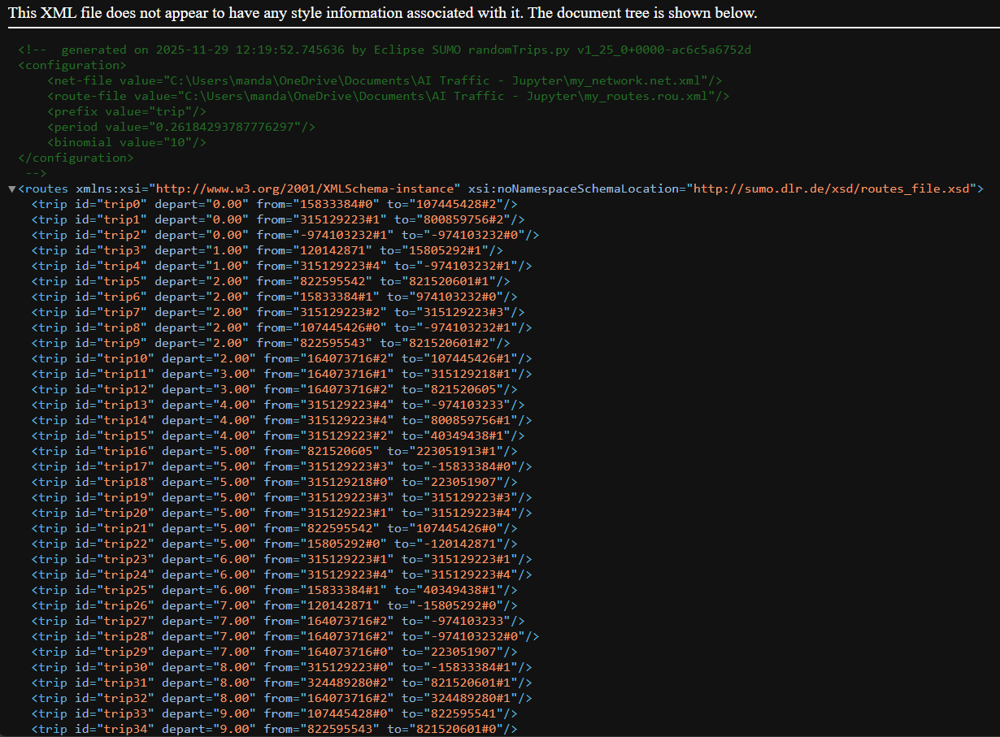 This XML file does not appear to have any style information associated with it. The document tree is shown below.
<!--  generated on 2025-11-29 12:19:52.745636 by Eclipse SUMO randomTrips.py v1_25_0+0000-ac6c5a6752d
<configuration>
    <net-file value="C:\Users\manda\OneDrive\Documents\AI Traffic - Jupyter\my_network.net.xml"/>
    <route-file value="C:\Users\manda\OneDrive\Documents\AI Traffic - Jupyter\my_routes.rou.xml"/>
    <prefix value="trip"/>
    <period value="0.26184293787776297"/>
    <binomial value="10"/>
</configuration>
 -->
▼<routes xmlns:xsi="http://www.w3.org/2001/XMLSchema-instance" xsi:noNamespaceSchemaLocation="http://sumo.dlr.de/xsd/routes_file.xsd">
<trip id="trip0" depart="0.00" from="15833384#0" to="107445428#2"/>
<trip id="trip1" depart="0.00" from="315129223#1" to="800859756#2"/>
<trip id="trip2" depart="0.00" from="-974103232#1" to="-974103232#0"/>
<trip id="trip3" depart="1.00" from="120142871" to="15805292#1"/>
<trip id="trip4" depart="1.00" from="315129223#4" to="-974103232#1"/>
<trip id="trip5" depart="2.00" from="822595542" to="821520601#1"/>
<trip id="trip6" depart="2.00" from="15833384#1" to="974103232#0"/>
<trip id="trip7" depart="2.00" from="315129223#2" to="315129223#3"/>
<trip id="trip8" depart="2.00" from="107445426#0" to="-974103232#1"/>
<trip id="trip9" depart="2.00" from="822595543" to="821520601#2"/>
<trip id="trip10" depart="2.00" from="164073716#2" to="107445426#1"/>
<trip id="trip11" depart="3.00" from="164073716#1" to="315129218#1"/>
<trip id="trip12" depart="3.00" from="164073716#2" to="821520605"/>
<trip id="trip13" depart="4.00" from="315129223#4" to="-974103233"/>
<trip id="trip14" depart="4.00" from="315129223#4" to="800859756#1"/>
<trip id="trip15" depart="4.00" from="315129223#2" to="40349438#1"/>
<trip id="trip16" depart="5.00" from="821520605" to="223051913#1"/>
<trip id="trip17" depart="5.00" from="315129223#3" to="-15833384#0"/>
<trip id="trip18" depart="5.00" from="315129218#0" to="223051907"/>
<trip id="trip19" depart="5.00" from="315129223#3" to="315129223#3"/>
<trip id="trip20" depart="5.00" from="315129223#1" to="315129223#4"/>
<trip id="trip21" depart="5.00" from="822595542" to="107445426#0"/>
<trip id="trip22" depart="5.00" from="15805292#0" to="-120142871"/>
<trip id="trip23" depart="6.00" from="315129223#1" to="315129223#1"/>
<trip id="trip24" depart="6.00" from="315129223#4" to="315129223#4"/>
<trip id="trip25" depart="6.00" from="15833384#1" to="40349438#1"/>
<trip id="trip26" depart="7.00" from="120142871" to="-15805292#0"/>
<trip id="trip27" depart="7.00" from="164073716#2" to="-974103233"/>
<trip id="trip28" depart="7.00" from="164073716#2" to="-974103232#0"/>
<trip id="trip29" depart="7.00" from="164073716#0" to="223051907"/>
<trip id="trip30" depart="8.00" from="315129223#0" to="-15833384#1"/>
<trip id="trip31" depart="8.00" from="324489280#2" to="821520601#1"/>
<trip id="trip32" depart="8.00" from="164073716#2" to="324489280#1"/>
<trip id="trip33" depart="9.00" from="107445428#0" to="822595541"/>
<trip id="trip34" depart="9.00" from="822595543" to="821520601#0"/>